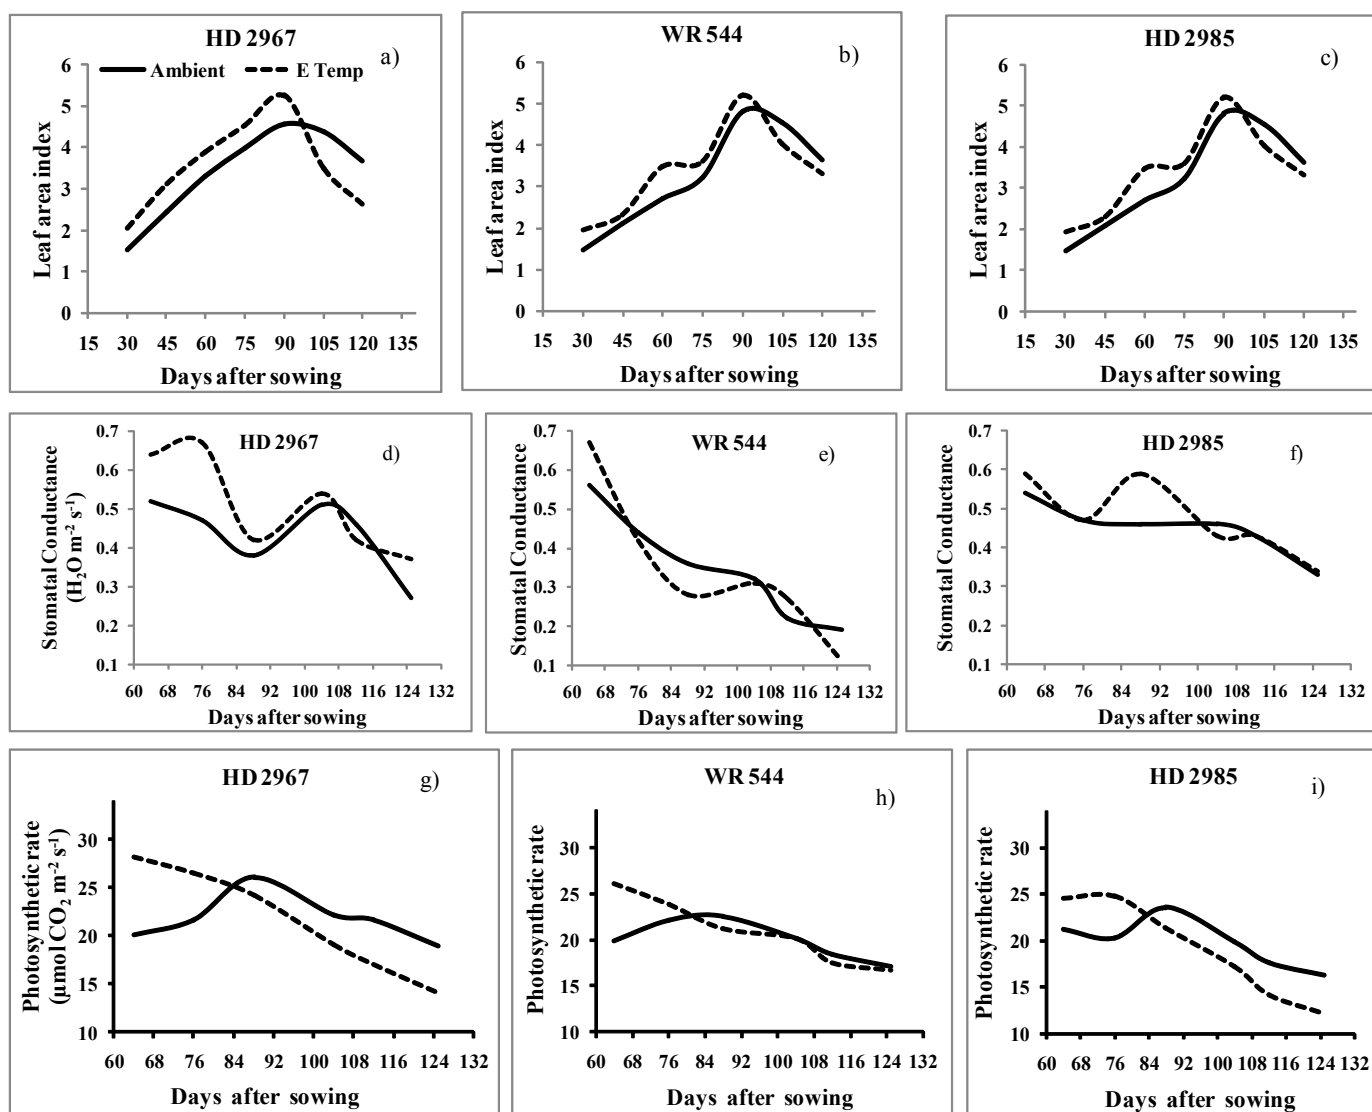 HD 2967
a)
Ambient E Temp
Leaf area index
6
5
4
3
2
1
0
15 30 45 60 75 90 105 120 135
Days after sowing
WR 544
b)
Leaf area index
6
5
4
3
2
1
0
15 30 45 60 75 90 105 120 135
Days after sowing
HD 2985
c)
Leaf area index
6
5
4
3
2
1
0
15 30 45 60 75 90 105 120 135
Days after sowing
HD 2967
d)
Stomatal Conductance
(H₂O m⁻² s⁻¹)
0.7
0.6
0.5
0.4
0.3
0.2
0.1
60 68 76 84 92 100 108 116 124 132
Days after sowing
WR 544
e)
Stomatal Conductance
0.7
0.6
0.5
0.4
0.3
0.2
0.1
60 68 76 84 92 100 108 116 124 132
Days after sowing
HD 2985
f)
Stomatal Conductance
0.7
0.6
0.5
0.4
0.3
0.2
0.1
60 68 76 84 92 100 108 116 124 132
Days after sowing
HD 2967
g)
Photosynthetic rate
(µmol CO₂ m⁻² s⁻¹)
30
25
20
15
10
60 68 76 84 92 100 108 116 124 132
Days after sowing
WR 544
h)
Photosynthetic rate
30
25
20
15
10
60 68 76 84 92 100 108 116 124 132
Days after sowing
HD 2985
i)
Photosynthetic rate
30
25
20
15
10
60 68 76 84 92 100 108 116 124 132
Days after sowing